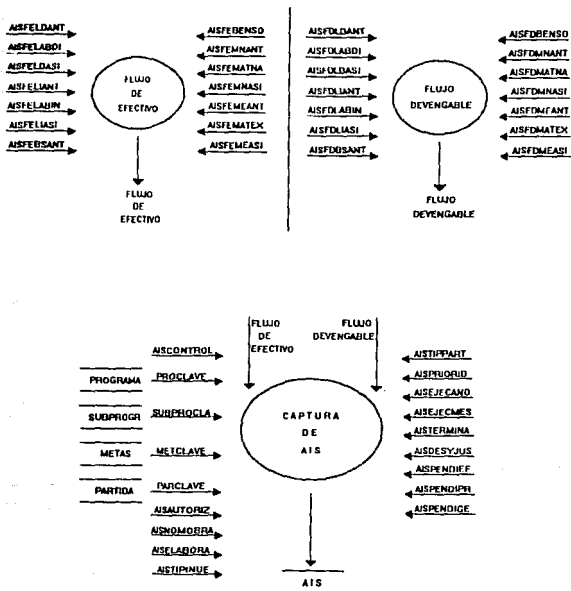 AISFELDANT
AISFELABDI
AISFELDASI
AISFELIANT
AISFELABIN
AISFELIASI
AISFEBSANT
FLUJO
DE
EFECTIVO
AISFEBENSO
AISFEMNANT
AISFEMATNA
AISFEMNASI
AISFEMEANT
AISFEMATEX
AISFEMEASI
FLUJO
DE
EFECTIVO
AISFDLDANT
AISFDLABDI
AISFDLDASI
AISFDLIANT
AISFDLABIN
AISFDLIASI
AISFDBSANT
FLUJO
DEVENGABLE
AISFDBENSO
AISFDMNANT
AISFDMATNA
AISFDMNASI
AISFDMEANT
AISFDMATEX
AISFDMEASI
FLUJO
DEVENGABLE
FLUJO
DE
EFECTIVO
FLUJO
DEVENGABLE
AISCONTROL
PROGRAMA PROCLAVE
SUBPROGR SUBPROCLA
METAS METCLAVE
PARTIDA PARCLAVE
AISAUTORIZ
AISNOMOBRA
AISELABORA
AISTIPINUE
CAPTURA
DE
AIS
AISTIPPART
AISPRIORID
AISEJECANO
AISEJECMES
AISTERMINA
AISDESYJUS
AISPENDIEF
AISPENDIPR
AISPENDIGE
AIS